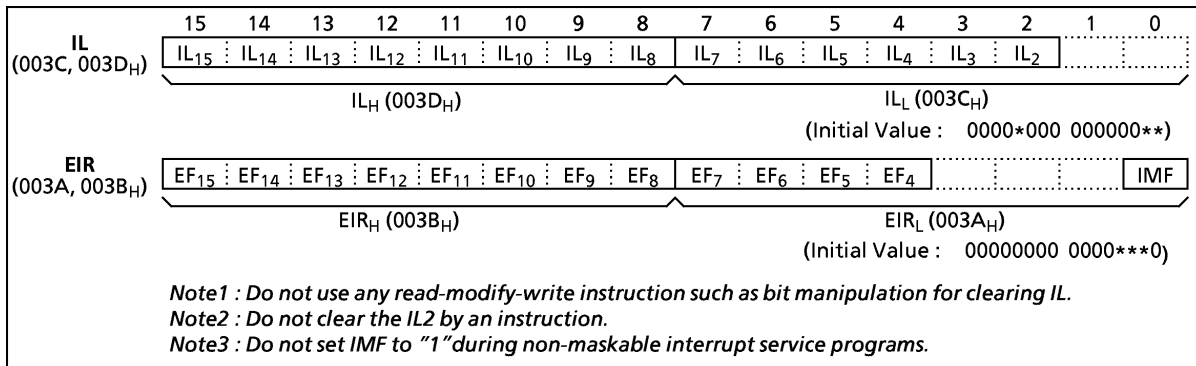 15 14 13 12 11 10 9 8 7 6 5 4 3 2 1 0
IL
(003C, 003DH)
IL15 IL14 IL13 IL12 IL11 IL10 IL9 IL8 IL7 IL6 IL5 IL4 IL3 IL2
ILH (003DH) ILL (003CH)
(Initial Value : 0000*000 000000**)
EIR
(003A, 003BH)
EF15 EF14 EF13 EF12 EF11 EF10 EF9 EF8 EF7 EF6 EF5 EF4 IMF
EIRH (003BH) EIRL (003AH)
(Initial Value : 00000000 0000***0)
Note1 : Do not use any read-modify-write instruction such as bit manipulation for clearing IL.
Note2 : Do not clear the IL2 by an instruction.
Note3 : Do not set IMF to "1"during non-maskable interrupt service programs.